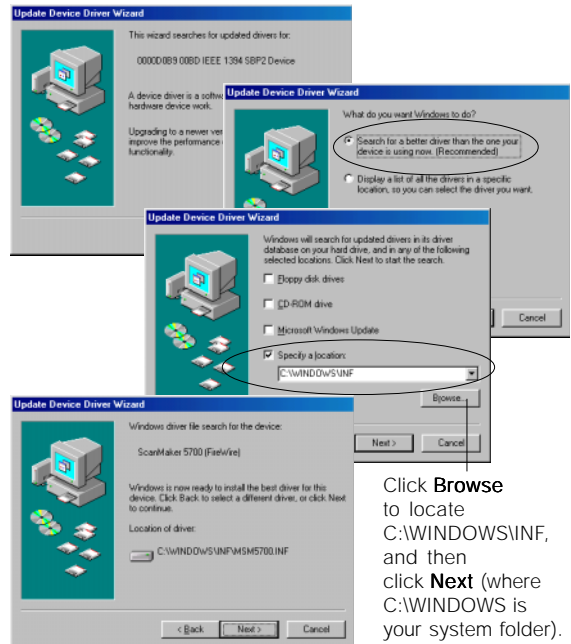 Update Device Driver Wizard
This wizard searches for updated drivers for:
0000D0B9 00BD IEEE 1394 SBP2 Device
A device driver is a softwa
hardware device work.
Upgrading to a newer ver
improve the performance
functionality.
Update Device Driver Wizard
What do you want Windows to do?
Search for a better driver than the one your
device is using now. (Recommended)
Display a list of all the drivers in a specific
location, so you can select the driver you want.
Cancel
Update Device Driver Wizard
Windows will search for updated drivers in its driver
database on your hard drive, and in any of the following
selected locations. Click Next to start the search.
Floppy disk drives
CD-ROM drive
Microsoft Windows Update
Specify a location:
C:\WINDOWS\INF
Browse...
Next >
Cancel
Update Device Driver Wizard
Windows driver file search for the device:
ScanMaker 5700 (FireWire)
Windows is now ready to install the best driver for this
device. Click Back to select a different driver, or click Next
to continue.
Location of driver:
C:\WINDOWS\INF\MSM5700.INF
< Back
Next >
Cancel
Click Browse
to locate
C:\WINDOWS\INF,
and then
click Next (where
C:\WINDOWS is
your system folder).